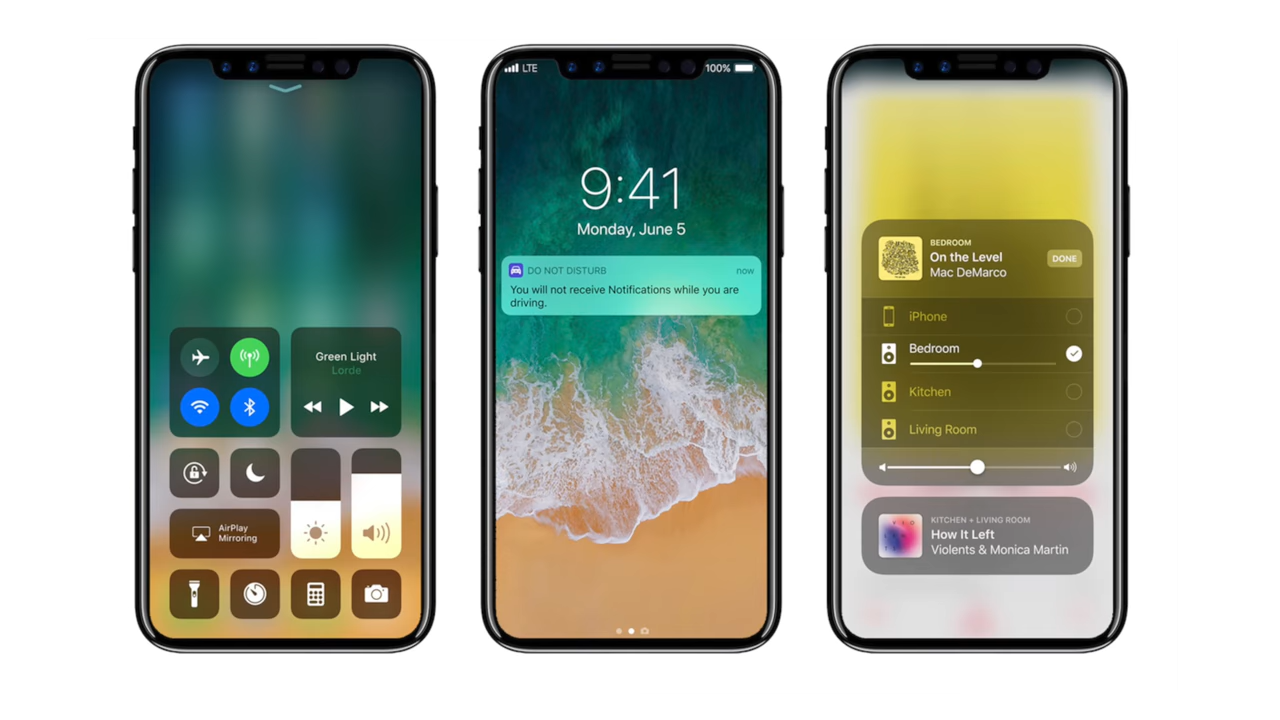 Green Light
Lorde
AirPlay
Mirroring
LTE
100%
9:41
Monday, June 5
DO NOT DISTURB
now
You will not receive Notifications while you are
driving.
BEDROOM
On the Level
Mac DeMarco
DONE
iPhone
Bedroom
Kitchen
Living Room
KITCHEN + LIVING ROOM
How It Left
Violents & Monica Martin